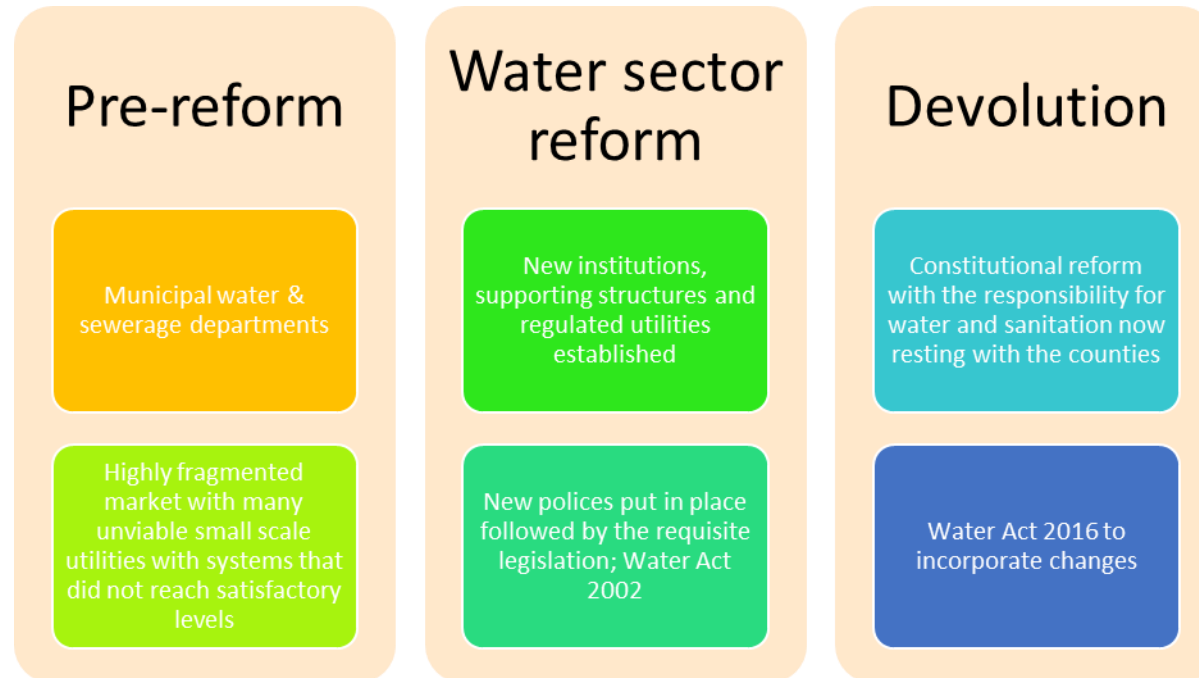 Pre-reform
Municipal water &
sewerage departments
Highly fragmented
market with many
unviable small scale
utilities with systems that
did not reach satisfactory
levels
Water sector
reform
New institutions,
supporting structures and
regulated utilities
established
New polices put in place
followed by the requisite
legislation; Water Act
2002
Devolution
Constitutional reform
with the responsibility for
water and sanitation now
resting with the counties
Water Act 2016 to
incorporate changes